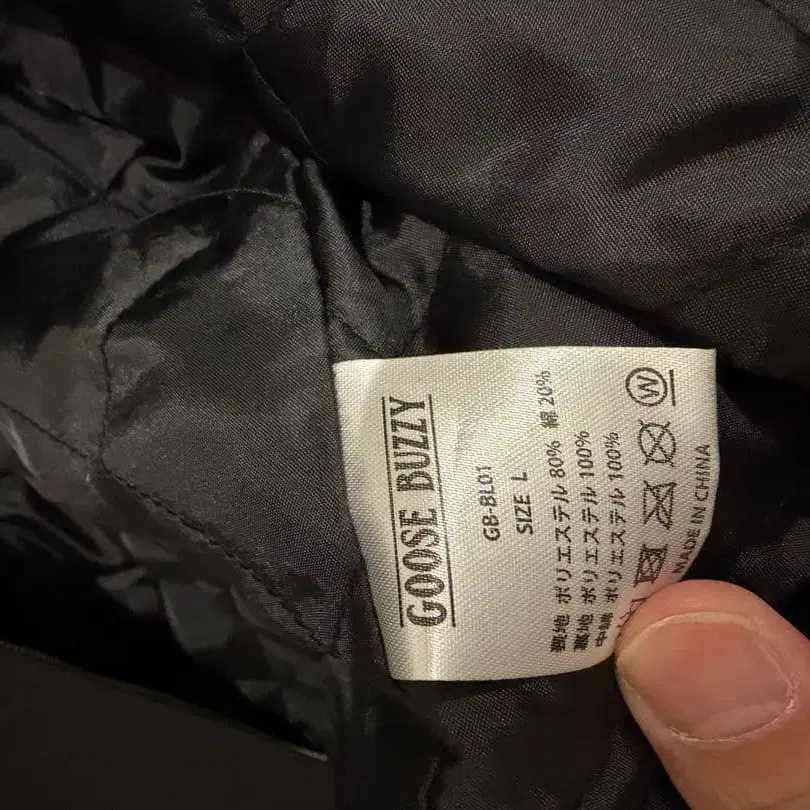 GOOSE BUZZY
GB-BL01
SIZE L
表地 ポリエステル 80% 綿 20%
裏地 ポリエステル 100%
中綿 ポリエステル 100%
W
MADE IN CHINA